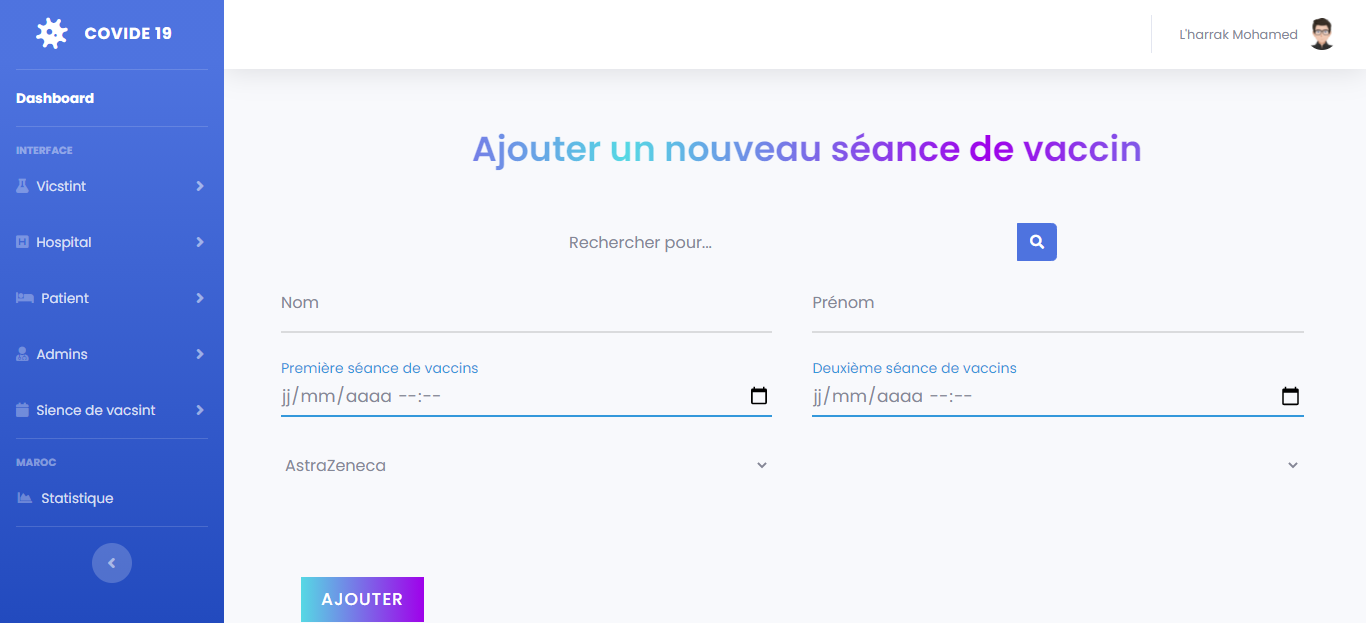 COVIDE 19
L'harrak Mohamed
Dashboard
INTERFACE
Vicstint
Hospital
Patient
Admins
Sience de vacsint
MAROC
Statistique
Ajouter un nouveau séance de vaccin
Rechercher pour...
Nom
Prénom
Première séance de vaccins
Deuxième séance de vaccins
jj/mm/aaaa --:--
jj/mm/aaaa --:--
AstraZeneca
AJOUTER